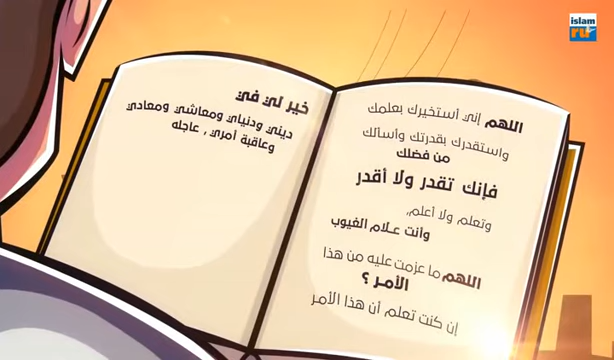 islam
ru
اللهم إني أستخيرك بعلمك
واستقدرك بقدرتك وأسألك
من فضلك
فإنك تقدر ولا أقدر
وتعلم ولا أعلم,
وأنت علام الغيوب
اللهم ما عزمت عليه من هذا
الأمر ؟
إن كنت تعلم أن هذا الأمر
خير لي في
ديني ودنياي ومعاشي ومعادي
وعاقبة أمري , عاجله